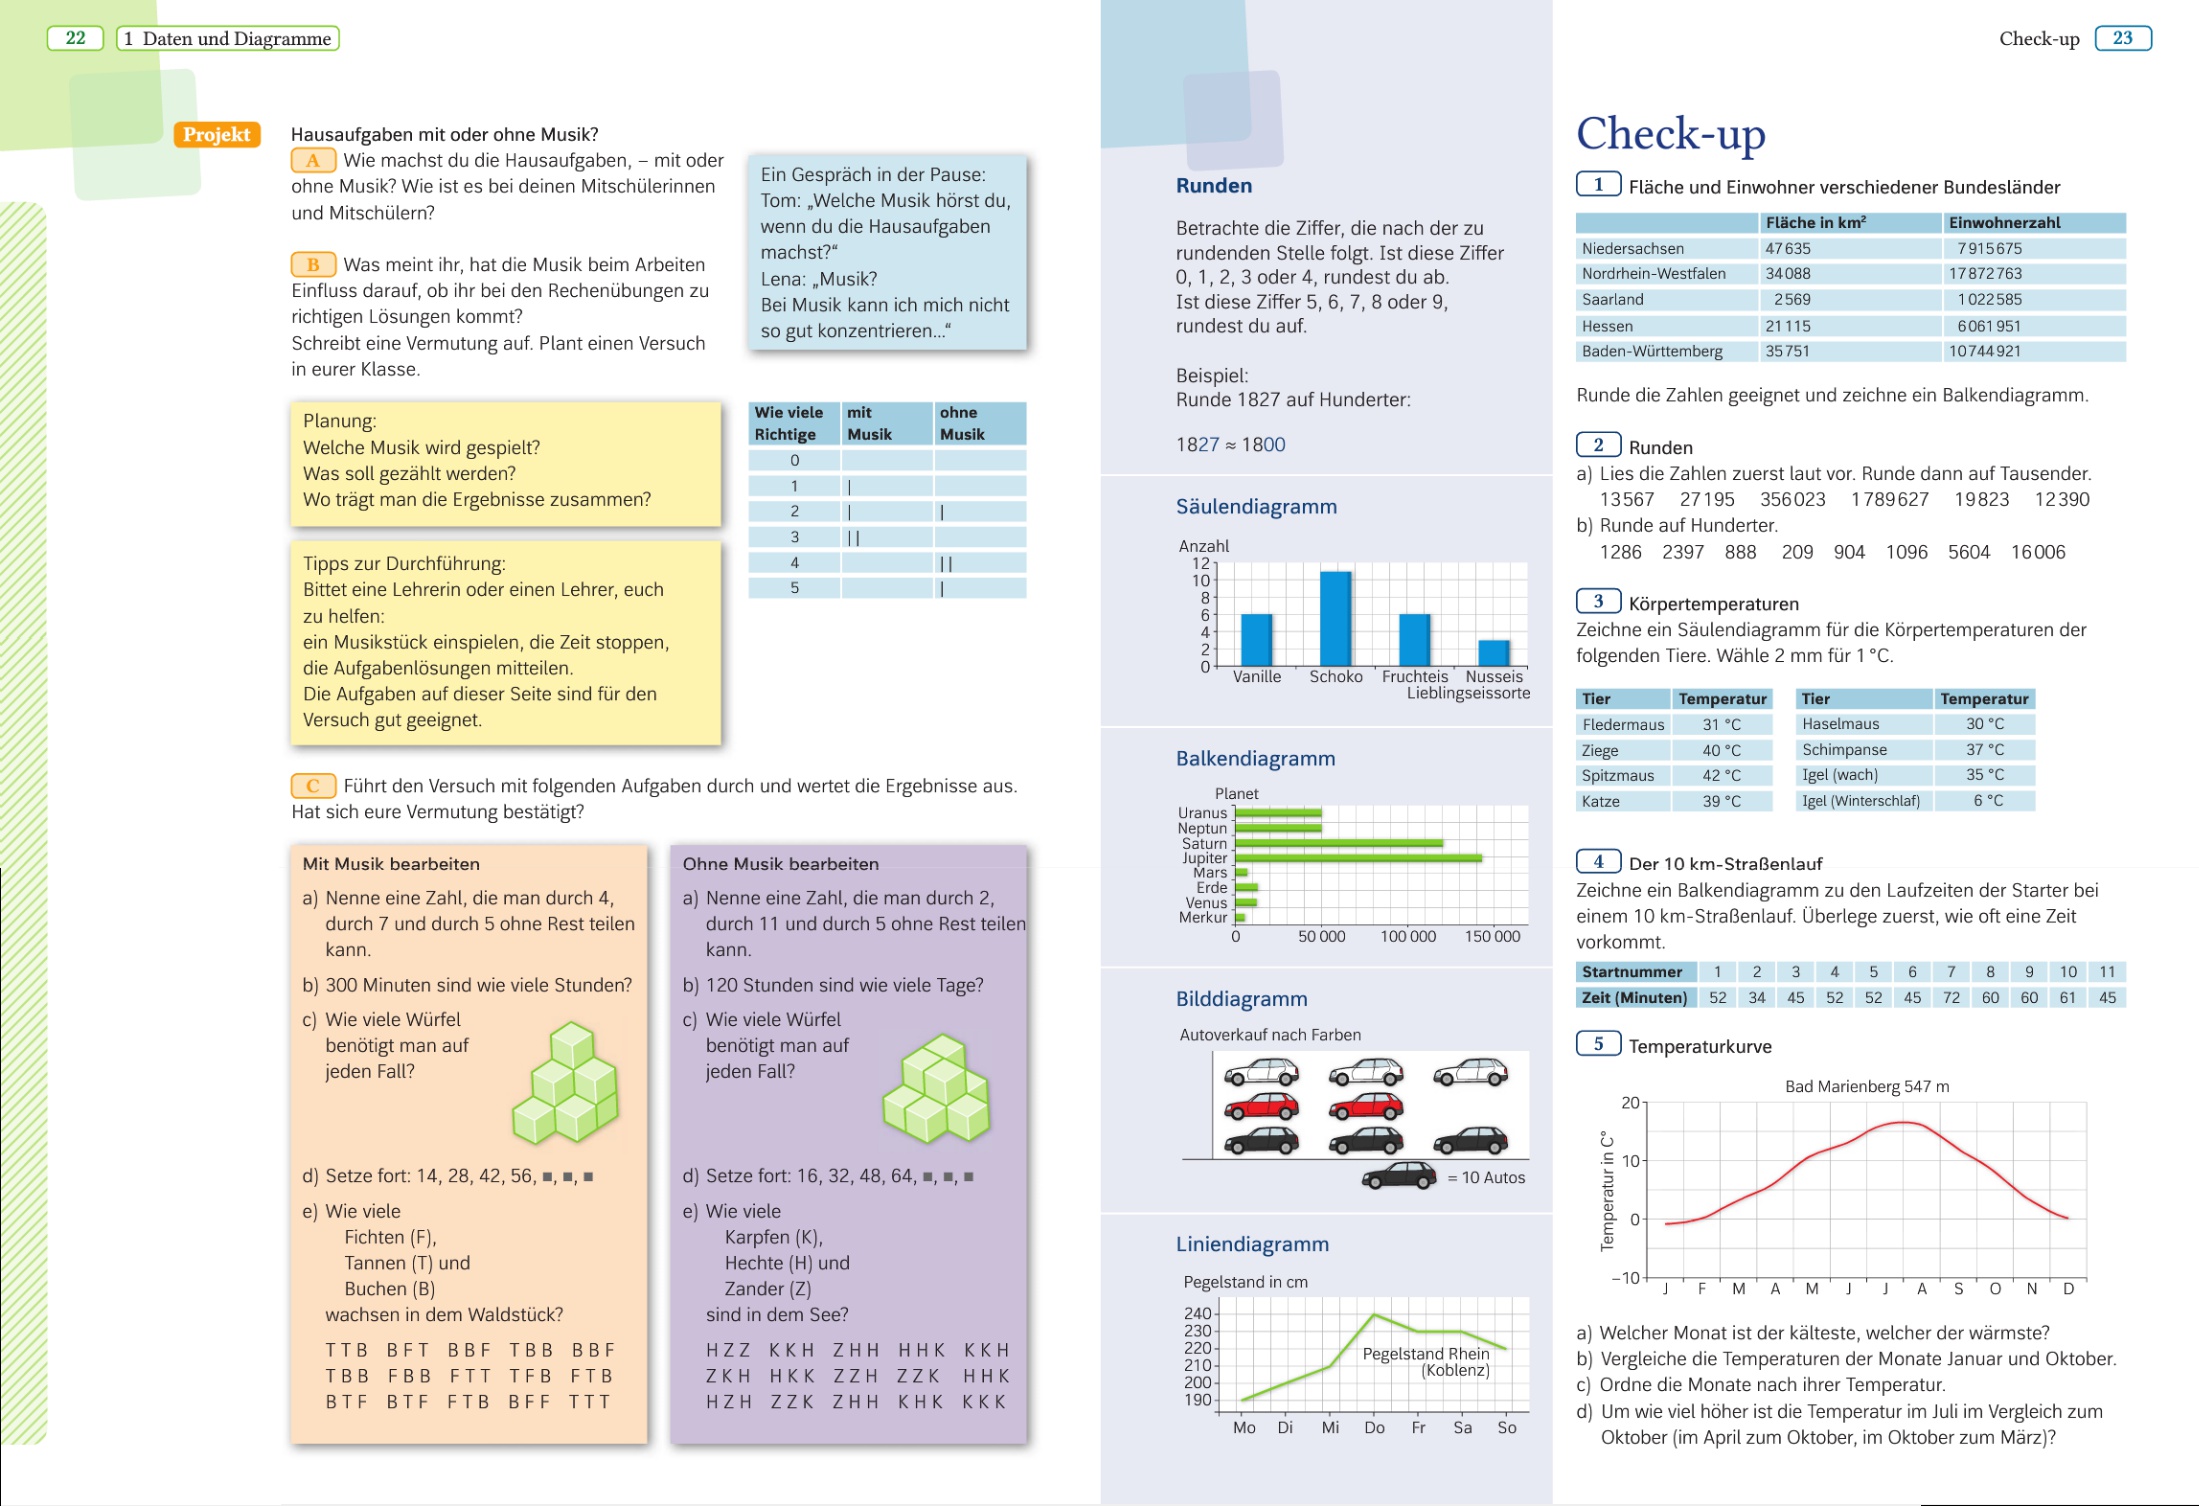 22 1 Daten und Diagramme
Projekt
Hausaufgaben mit oder ohne Musik?
A Wie machst du die Hausaufgaben, – mit oder
ohne Musik? Wie ist es bei deinen Mitschülerinnen
und Mitschülern?
B Was meint ihr, hat die Musik beim Arbeiten
Einfluss darauf, ob ihr bei den Rechenübungen zu
richtigen Lösungen kommt?
Schreibt eine Vermutung auf. Plant einen Versuch
in eurer Klasse.
Ein Gespräch in der Pause:
Tom: „Welche Musik hörst du,
wenn du die Hausaufgaben
machst?“
Lena: „Musik?
Bei Musik kann ich mich nicht
so gut konzentrieren...“
Planung:
Welche Musik wird gespielt?
Was soll gezählt werden?
Wo trägt man die Ergebnisse zusammen?
Tipps zur Durchführung:
Bittet eine Lehrerin oder einen Lehrer, euch
zu helfen:
ein Musikstück einspielen, die Zeit stoppen,
die Aufgabenlösungen mitteilen.
Die Aufgaben auf dieser Seite sind für den
Versuch gut geeignet.
Wie viele mit ohne
Richtige Musik Musik
0
1 |
2 | |
3 ||
4 ||
5 |
C Führt den Versuch mit folgenden Aufgaben durch und wertet die Ergebnisse aus.
Hat sich eure Vermutung bestätigt?
Mit Musik bearbeiten
a) Nenne eine Zahl, die man durch 4,
durch 7 und durch 5 ohne Rest teilen
kann.
b) 300 Minuten sind wie viele Stunden?
c) Wie viele Würfel
benötigt man auf
jeden Fall?
d) Setze fort: 14, 28, 42, 56, ■, ■, ■
e) Wie viele
Fichten (F),
Tannen (T) und
Buchen (B)
wachsen in dem Waldstück?
T T B B F T B B F T B B B B F
T B B F B B F T T T F B F T B
B T F B T F F T B B F F T T T
Ohne Musik bearbeiten
a) Nenne eine Zahl, die man durch 2,
durch 11 und durch 5 ohne Rest teilen
kann.
b) 120 Stunden sind wie viele Tage?
c) Wie viele Würfel
benötigt man auf
jeden Fall?
d) Setze fort: 16, 32, 48, 64, ■, ■, ■
e) Wie viele
Karpfen (K),
Hechte (H) und
Zander (Z)
sind in dem See?
H Z Z K K H Z H H H H K K K H
Z K H H K K Z Z H Z Z K H H K
H Z H Z Z K Z H H K H K K K K
Runden
Betrachte die Ziffer, die nach der zu
rundenden Stelle folgt. Ist diese Ziffer
0, 1, 2, 3 oder 4, rundest du ab.
Ist diese Ziffer 5, 6, 7, 8 oder 9,
rundest du auf.
Beispiel:
Runde 1827 auf Hunderter:
1827 ≈ 1800
Säulendiagramm
Anzahl
12
10
8
6
4
2
0
Vanille Schoko Fruchteis Nusseis
Lieblingseissorte
Balkendiagramm
Planet
Uranus
Neptun
Saturn
Jupiter
Mars
Erde
Venus
Merkur
0 50 000 100 000 150 000
Bilddiagramm
Autoverkauf nach Farben
= 10 Autos
Liniendiagramm
Pegelstand in cm
240
230
220
210
200
190
Pegelstand Rhein
(Koblenz)
Mo Di Mi Do Fr Sa So
Check-up 23
Check-up
1 Fläche und Einwohner verschiedener Bundesländer
Fläche in km² Einwohnerzahl
Niedersachsen 47 635 7 915 675
Nordrhein-Westfalen 34 088 17 872 763
Saarland 2 569 1 022 585
Hessen 21 115 6 061 951
Baden-Württemberg 35 751 10 744 921
Runde die Zahlen geeignet und zeichne ein Balkendiagramm.
2 Runden
a) Lies die Zahlen zuerst laut vor. Runde dann auf Tausender.
13 567 27 195 356 023 1 789 627 19 823 12 390
b) Runde auf Hunderter.
1286 2397 888 209 904 1096 5604 16 006
3 Körpertemperaturen
Zeichne ein Säulendiagramm für die Körpertemperaturen der
folgenden Tiere. Wähle 2 mm für 1 °C.
Tier Temperatur Tier Temperatur
Fledermaus 31 °C Haselmaus 30 °C
Ziege 40 °C Schimpanse 37 °C
Spitzmaus 42 °C Igel (wach) 35 °C
Katze 39 °C Igel (Winterschlaf) 6 °C
4 Der 10 km-Straßenlauf
Zeichne ein Balkendiagramm zu den Laufzeiten der Starter bei
einem 10 km-Straßenlauf. Überlege zuerst, wie oft eine Zeit
vorkommt.
Startnummer 1 2 3 4 5 6 7 8 9 10 11
Zeit (Minuten) 52 34 45 52 52 45 72 60 60 61 45
5 Temperaturkurve
Bad Marienberg 547 m
Temperatur in C°
20
10
0
−10
J F M A M J J A S O N D
a) Welcher Monat ist der kälteste, welcher der wärmste?
b) Vergleiche die Temperaturen der Monate Januar und Oktober.
c) Ordne die Monate nach ihrer Temperatur.
d) Um wie viel höher ist die Temperatur im Juli im Vergleich zum
Oktober (im April zum Oktober, im Oktober zum März)?